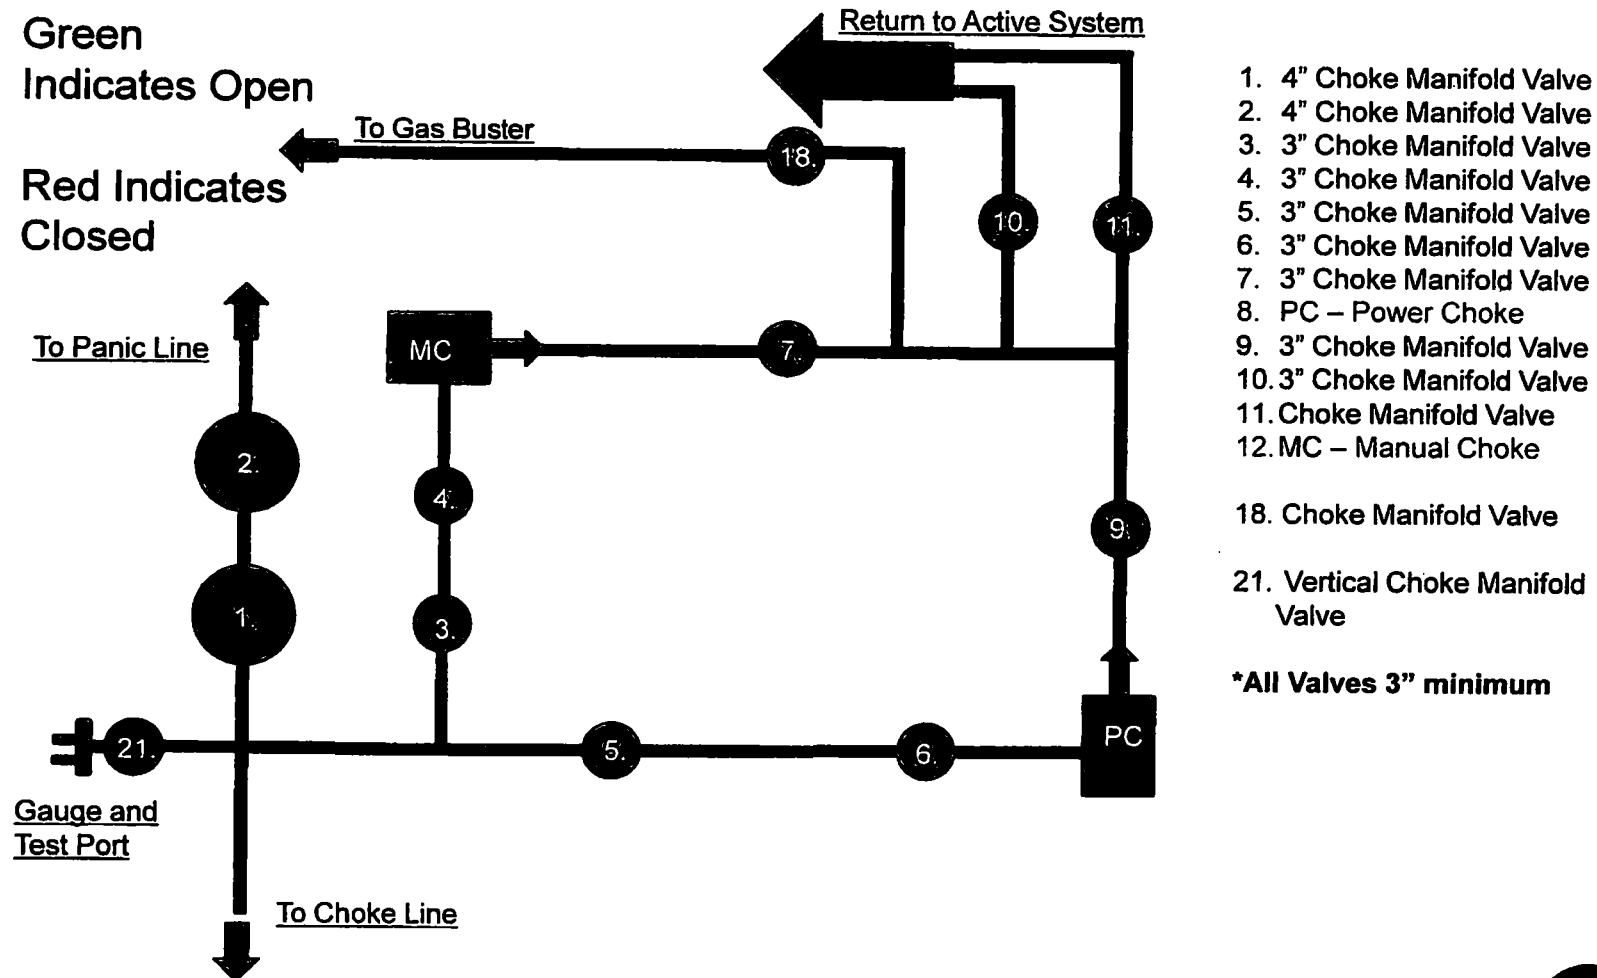 Green
Indicates Open
Red Indicates
Closed
Return to Active System
To Gas Buster
18.
10.
11.
To Panic Line
MC
7.
2.
4.
9.
1.
3.
21.
5.
6.
PC
Gauge and
Test Port
To Choke Line
1. 4" Choke Manifold Valve
2. 4" Choke Manifold Valve
3. 3" Choke Manifold Valve
4. 3" Choke Manifold Valve
5. 3" Choke Manifold Valve
6. 3" Choke Manifold Valve
7. 3" Choke Manifold Valve
8. PC – Power Choke
9. 3" Choke Manifold Valve
10. 3" Choke Manifold Valve
11. Choke Manifold Valve
12. MC – Manual Choke
18. Choke Manifold Valve
21. Vertical Choke Manifold
Valve
*All Valves 3" minimum